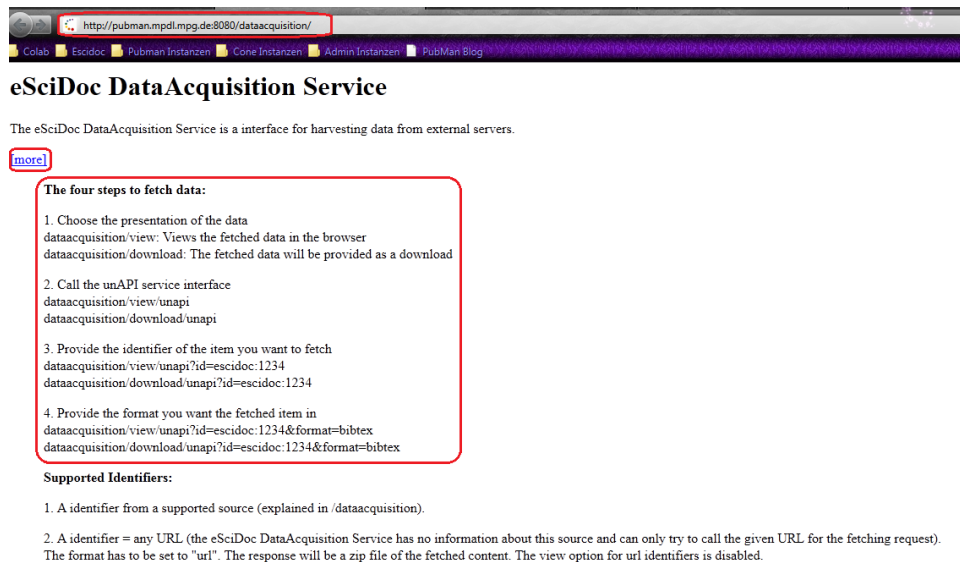 http://pubman.mpdl.mpg.de:8080/dataacquisition/
Colab Escidoc Pubman Instanzen Cone Instanzen Admin Instanzen PubMan Blog
eSciDoc DataAcquisition Service
The eSciDoc DataAcquisition Service is a interface for harvesting data from external servers.
[more]
The four steps to fetch data:
1. Choose the presentation of the data
dataacquisition/view: Views the fetched data in the browser
dataacquisition/download: The fetched data will be provided as a download
2. Call the unAPI service interface
dataacquisition/view/unapi
dataacquisition/download/unapi
3. Provide the identifier of the item you want to fetch
dataacquisition/view/unapi?id=escidoc:1234
dataacquisition/download/unapi?id=escidoc:1234
4. Provide the format you want the fetched item in
dataacquisition/view/unapi?id=escidoc:1234&format=bibtex
dataacquisition/download/unapi?id=escidoc:1234&format=bibtex
Supported Identifiers:
1. A identifier from a supported source (explained in /dataacquisition).
2. A identifier = any URL (the eSciDoc DataAcquisition Service has no information about this source and can only try to call the given URL for the fetching request).
The format has to be set to "url". The response will be a zip file of the fetched content. The view option for url identifiers is disabled.